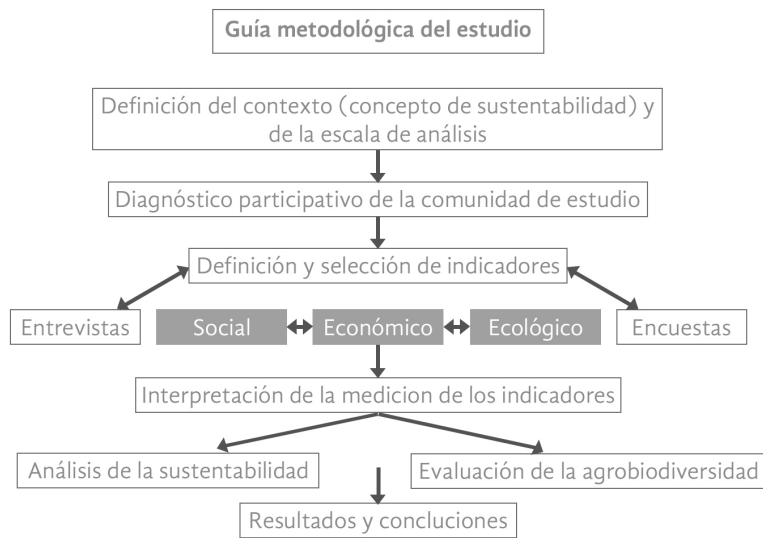 Guía metodológica del estudio
Definición del contexto (concepto de sustentabilidad) y
de la escala de análisis
Diagnóstico participativo de la comunidad de estudio
Definición y selección de indicadores
Entrevistas
Social
Económico
Ecológico
Encuestas
Interpretación de la medicion de los indicadores
Análisis de la sustentabilidad
Evaluación de la agrobiodiversidad
Resultados y concluciones